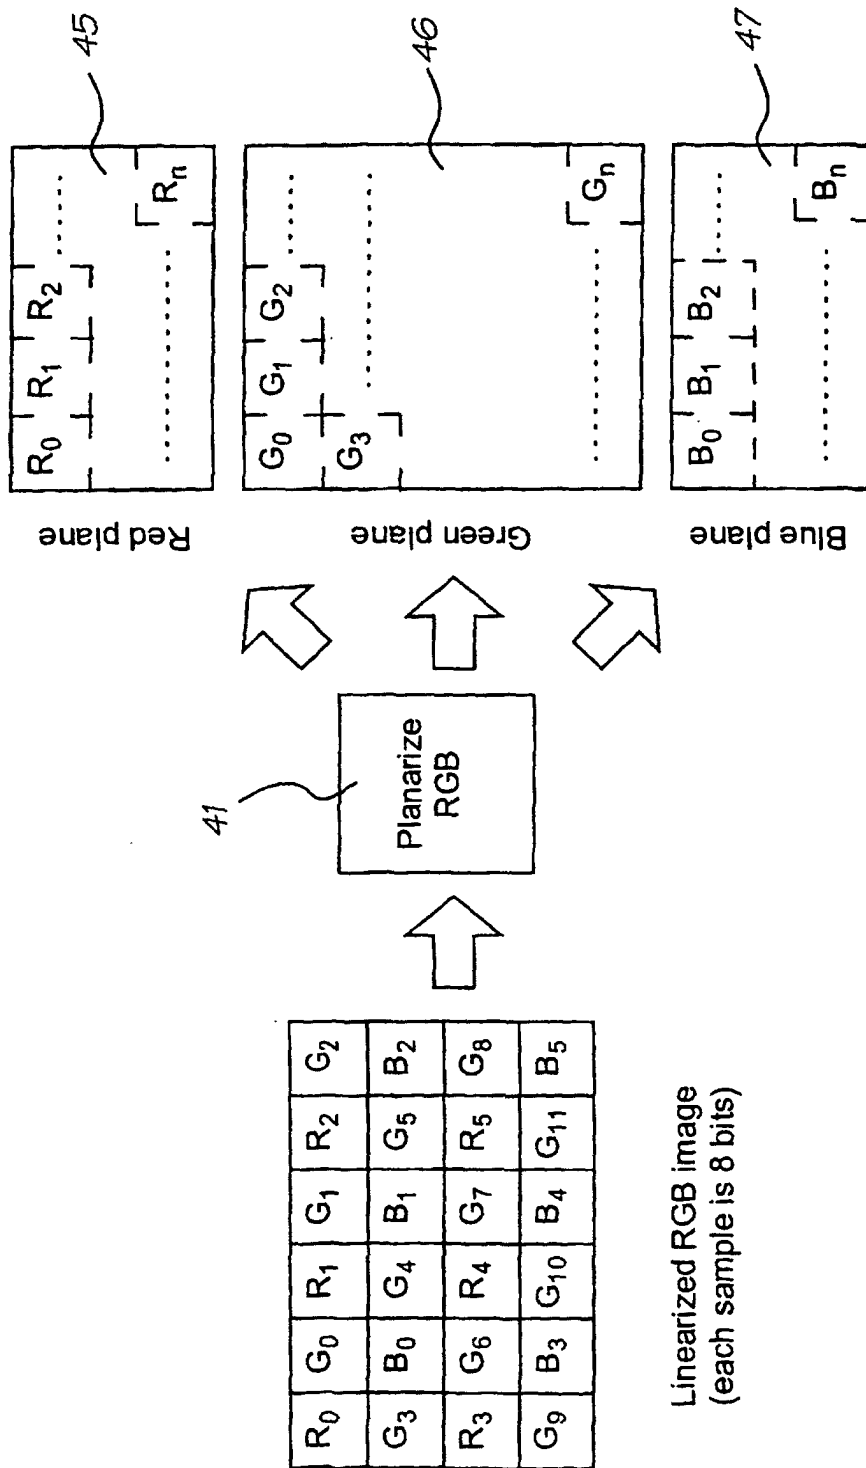 R0 G0 R1 G1 R2 G2
G3 B0 G4 B1 G5 B2
R3 G6 R4 G7 R5 G8
G9 B3 G10 B4 G11 B5
Linearized RGB image
(each sample is 8 bits)
41
Planarize
RGB
Red plane
R0 R1 R2 ......
.................. Rn
45
Green plane
G0 G1 G2 ......
G3 ..................
.................. Gn
46
Blue plane
B0 B1 B2 ......
.................. Bn
47